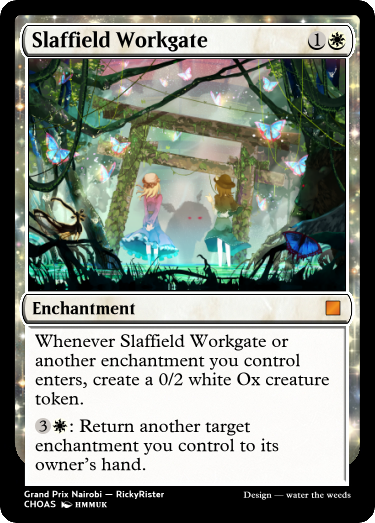 Slaffield Workgate 1
Enchantment
Whenever Slaffield Workgate or
another enchantment you control
enters, create a 0/2 white Ox creature
token.
3 : Return another target
enchantment you control to its
owner's hand.
Grand Prix Nairobi — RickyRister
CHOAS HMMUK
Design — water the weeds